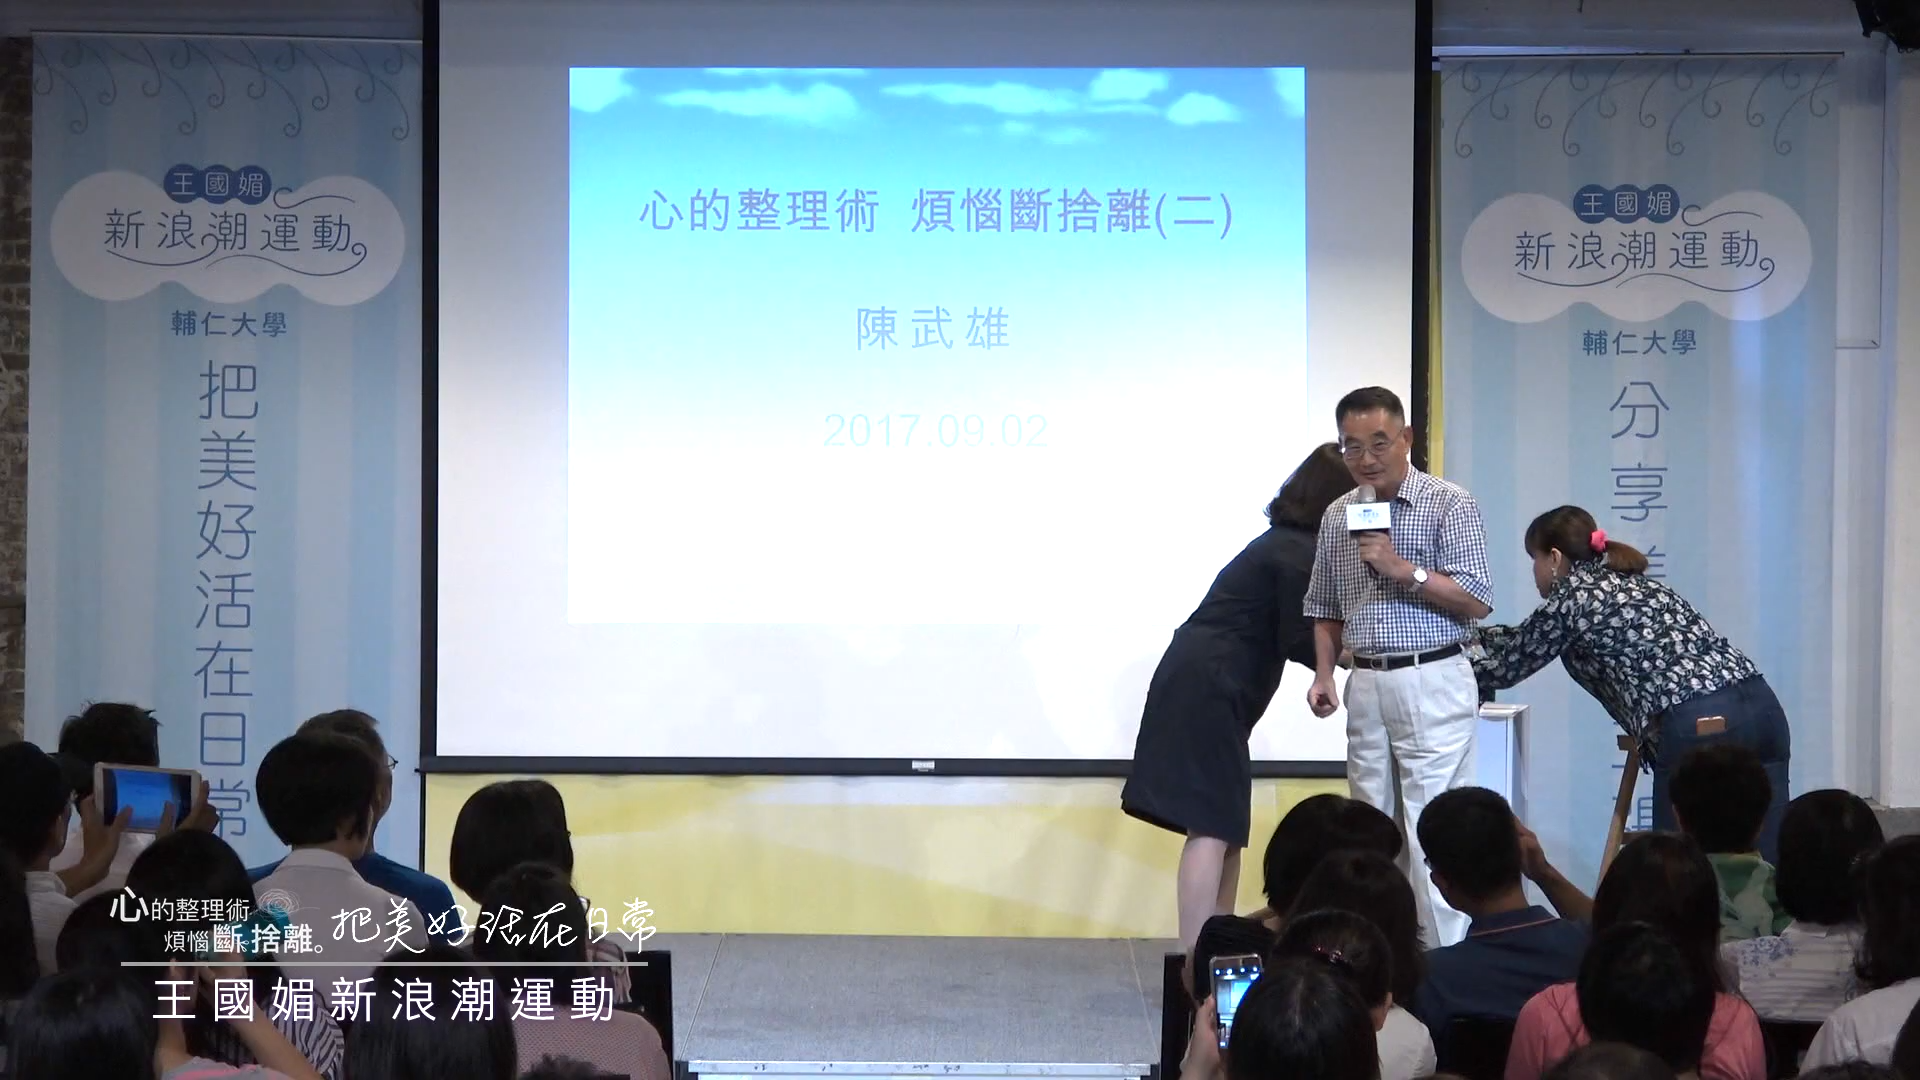 王國媚
新浪潮運動
輔仁大學
把美好活在日常
心的整理術 煩惱斷捨離(二)
陳武雄
2017.09.02
王國媚
新浪潮運動
輔仁大學
分享美
心的整理術
煩惱斷捨離。
把美好活在日常
王國媚新浪潮運動